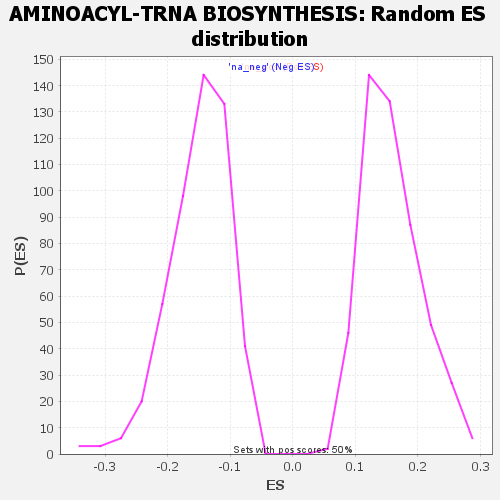 AMINOACYL-TRNA BIOSYNTHESIS: Random ES
distribution
'na_neg' (Neg ES) S)
150
140
130
120
110
100
90
80
70
60
50
40
30
20
10
0
P(ES)
Sets with pos scores: 50%
-0.3 -0.2 -0.1 0.0 0.1 0.2 0.3
ES